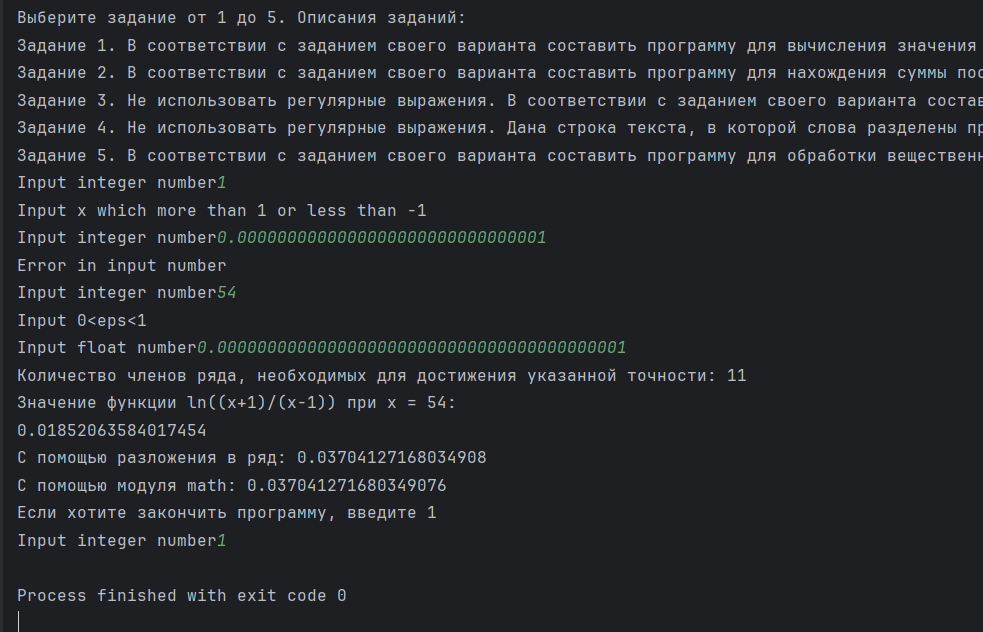 Выберите задание от 1 до 5. Описания заданий:
Задание 1. В соответствии с заданием своего варианта составить программу для вычисления значения
Задание 2. В соответствии с заданием своего варианта составить программу для нахождения суммы
Задание 3. Не использовать регулярные выражения. В соответствии с заданием своего варианта
Задание 4. Не использовать регулярные выражения. Дана строка текста, в которой слова разделены
Задание 5. В соответствии с заданием своего варианта составить программу для обработки
Input integer number1
Input x which more than 1 or less than -1
Input integer number0.00000000000000000000000000000001
Error in input number
Input integer number54
Input 0<eps<1
Input float number0.0000000000000000000000000000000000000001
Количество членов ряда, необходимых для достижения указанной точности: 11
Значение функции ln((x+1)/(x-1)) при x = 54:
0.01852063584017454
С помощью разложения в ряд: 0.03704127168034908
С помощью модуля math: 0.037041271680349076
Если хотите закончить программу, введите 1
Input integer number1
Process finished with exit code 0